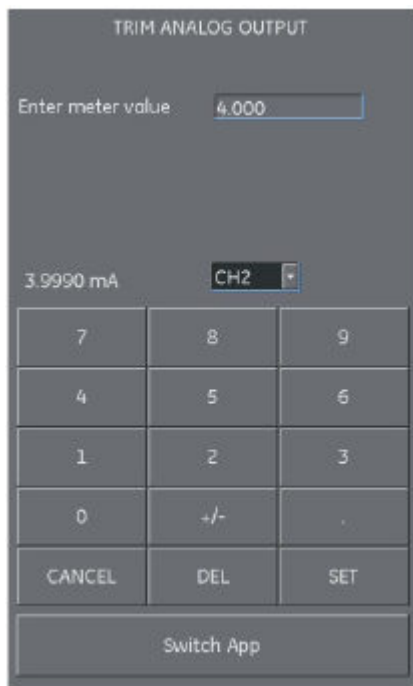 TRIM ANALOG OUTPUT
Enter meter value 4.000
3.9990 mA CH2
7 8 9
4 5 6
1 2 3
0 +/- .
CANCEL DEL SET
Switch App